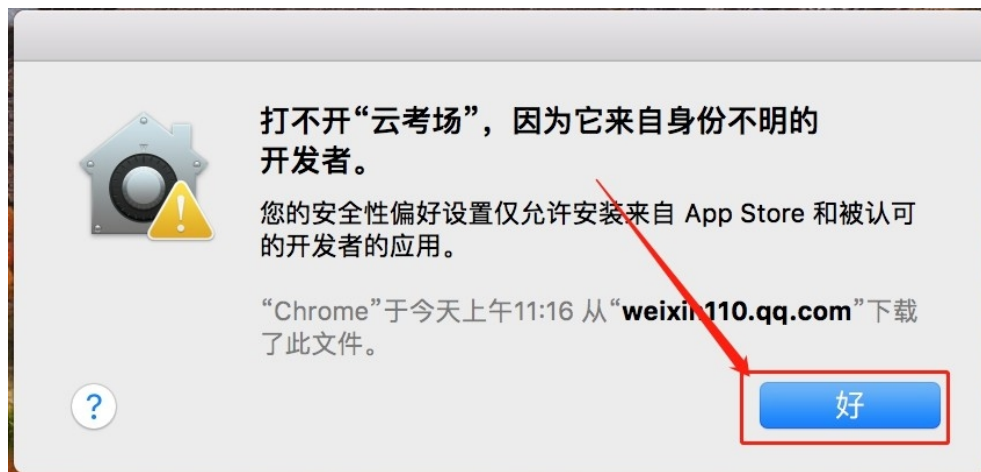 打不开“云考场”，因为它来自身份不明的
开发者。
您的安全性偏好设置仅允许安装来自 App Store 和被认可
的开发者的应用。
“Chrome”于今天上午11:16 从“weixin110.qq.com”下载
了此文件。
?
好